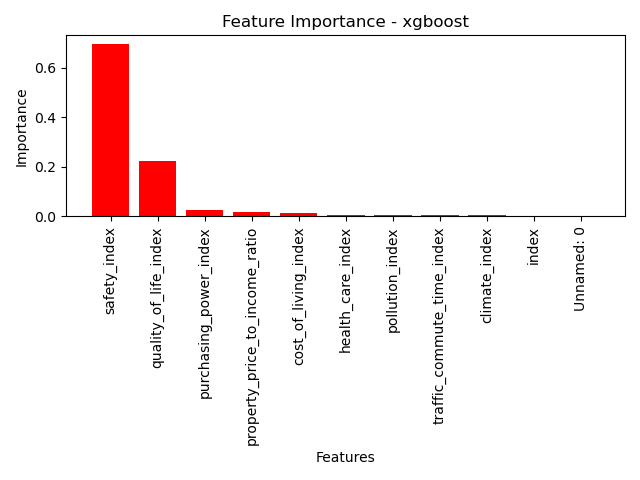 Feature Importance - xgboost
Importance
0.6
0.4
0.2
0.0
safety_index
quality_of_life_index
purchasing_power_index
property_price_to_income_ratio
cost_of_living_index
health_care_index
pollution_index
traffic_commute_time_index
climate_index
index
Unnamed: 0
Features